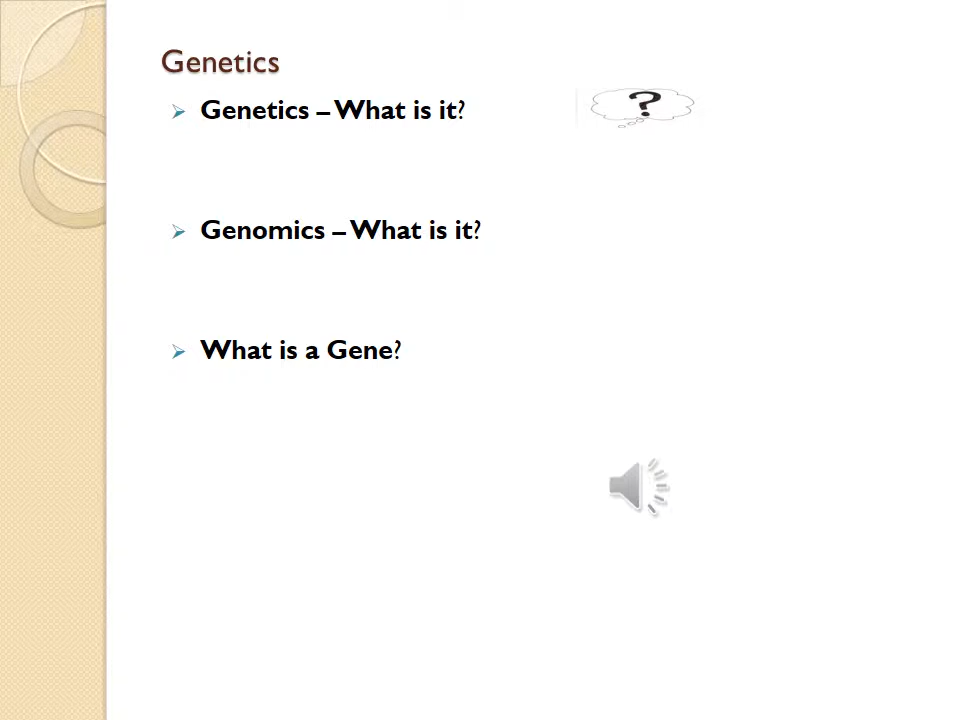 Genetics
Genetics – What is it?
?
Genomics – What is it?
What is a Gene?